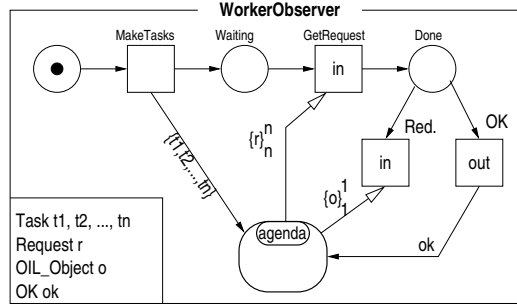 WorkerObserver
MakeTasks
Waiting
GetRequest
Done
in
{t1,t2,...,tn}
{r}
n
n
Red.
OK
in
out
{o}
1
1
agenda
ok
Task t1, t2, ..., tn
Request r
OIL_Object o
OK ok